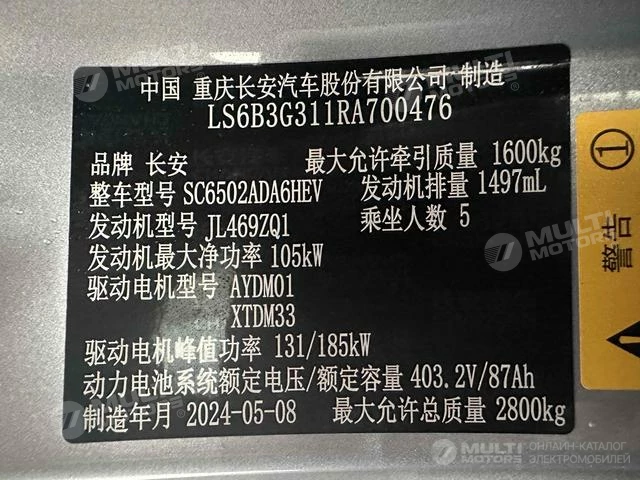 中国 重庆长安汽车股份有限公司 制造
LS6B3G311RA700476
品牌 长安 最大允许牵引质量 1600kg
整车型号 SC6502ADA6HEV 发动机排量 1497mL
发动机型号 JL469ZQ1 乘坐人数 5
发动机最大净功率 105kW
驱动电机型号 AYDM01
XTDM33
驱动电机峰值功率 131/185kW
动力电池系统额定电压/额定容量 403.2V/87Ah
制造年月 2024-05-08 最大允许总质量 2800kg
① 警告
MULTI MOTORS
ОНЛАЙН-КАТАЛОГ
ЭЛЕКТРОМОБИЛЕЙ